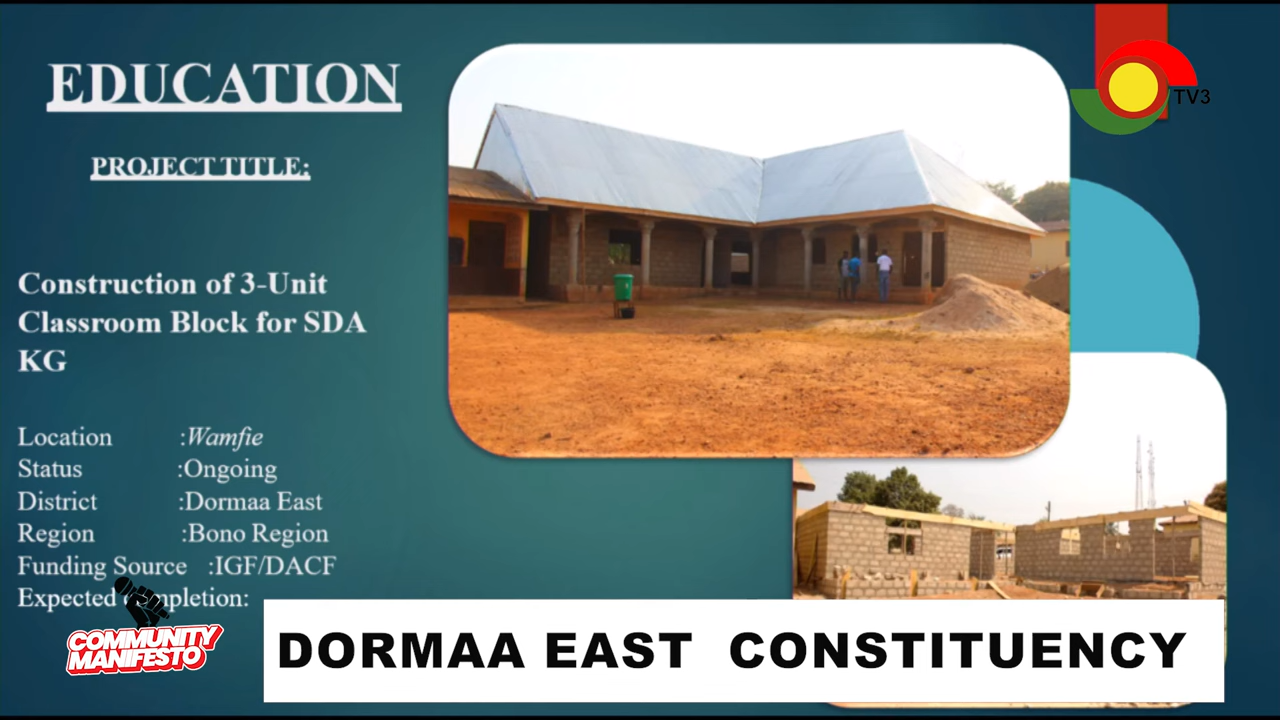 EDUCATION
PROJECT TITLE:
Construction of 3-Unit
Classroom Block for SDA
KG
Location :Wamfie
Status :Ongoing
District :Dormaa East
Region :Bono Region
Funding Source :IGF/DACF
Expected Completion:
TV3
COMMUNITY
MANIFESTO
DORMAA EAST CONSTITUENCY